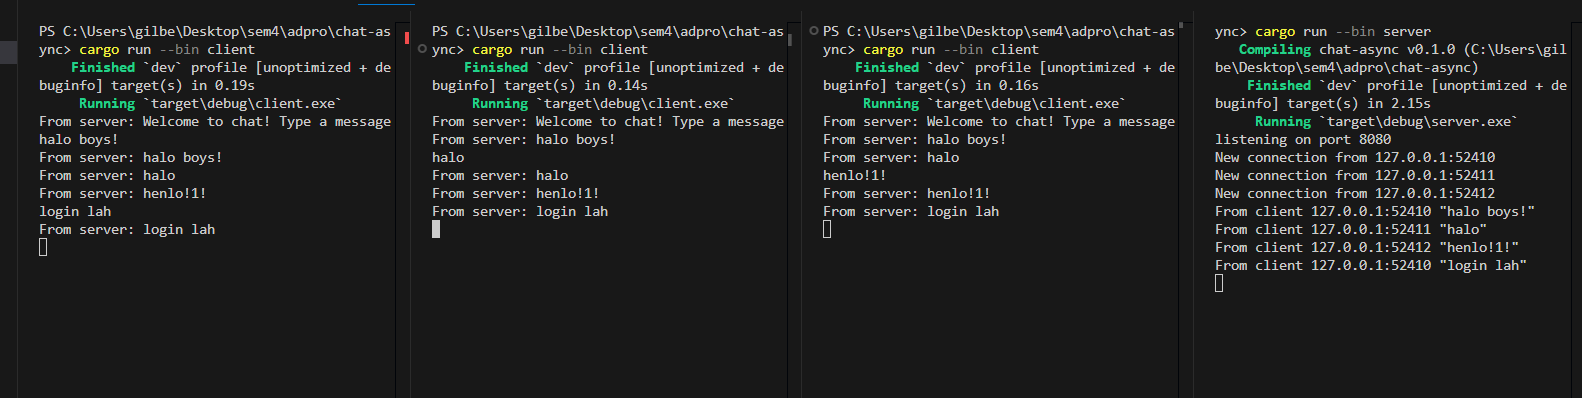 PS C:\Users\gilbe\Desktop\sem4\adpro\chat-as
ync> cargo run --bin client
Finished `dev` profile [unoptimized + de
buginfo] target(s) in 0.19s
Running `target\debug\client.exe`
From server: Welcome to chat! Type a message
halo boys!
From server: halo boys!
From server: halo
From server: henlo!1!
login lah
From server: login lah
PS C:\Users\gilbe\Desktop\sem4\adpro\chat-as
ync> cargo run --bin client
Finished `dev` profile [unoptimized + de
buginfo] target(s) in 0.14s
Running `target\debug\client.exe`
From server: Welcome to chat! Type a message
From server: halo boys!
halo
From server: halo
From server: henlo!1!
From server: login lah
PS C:\Users\gilbe\Desktop\sem4\adpro\chat-as
ync> cargo run --bin client
Finished `dev` profile [unoptimized + de
buginfo] target(s) in 0.16s
Running `target\debug\client.exe`
From server: Welcome to chat! Type a message
From server: halo boys!
From server: halo
henlo!1!
From server: henlo!1!
From server: login lah
ync> cargo run --bin server
Compiling chat-async v0.1.0 (C:\Users\gil
be\Desktop\sem4\adpro\chat-async)
Finished `dev` profile [unoptimized + de
buginfo] target(s) in 2.15s
Running `target\debug\server.exe`
listening on port 8080
New connection from 127.0.0.1:52410
New connection from 127.0.0.1:52411
New connection from 127.0.0.1:52412
From client 127.0.0.1:52410 "halo boys!"
From client 127.0.0.1:52411 "halo"
From client 127.0.0.1:52412 "henlo!1!"
From client 127.0.0.1:52410 "login lah"